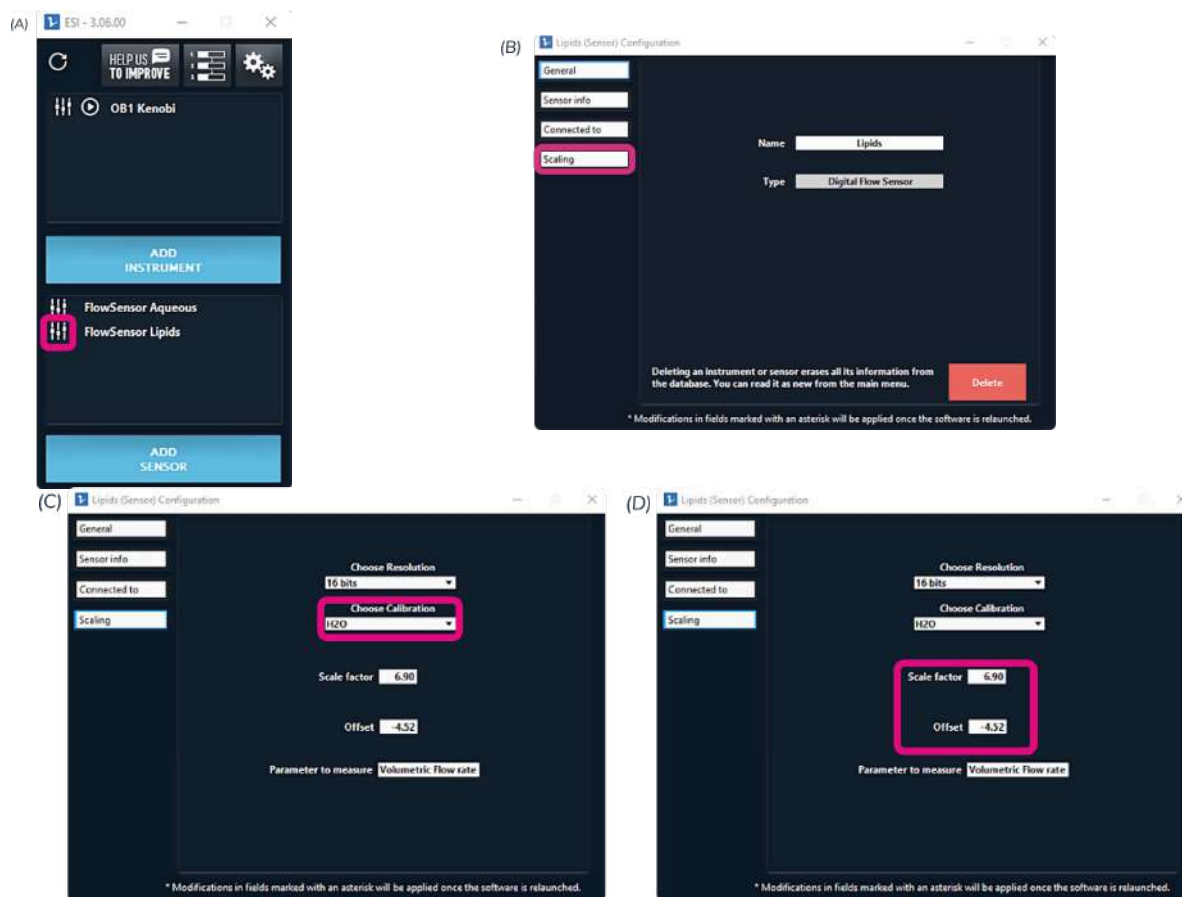 (A)
ESI - 3.06.00
HELP US
TO IMPROVE
OB1 Kenobi
ADD
INSTRUMENT
FlowSensor Aqueous
FlowSensor Lipids
ADD
SENSOR
(B)
Lipids (Sensor) Configuration
General
Sensor info
Connected to
Scaling
Name Lipids
Type Digital Flow Sensor
Deleting an instrument or sensor erases all its information from
the database. You can read it as new from the main menu.
Delete
* Modifications in fields marked with an asterisk will be applied once the software is relaunched.
(C)
Lipids (Sensor) Configuration
General
Sensor info
Connected to
Scaling
Choose Resolution
16 bits
Choose Calibration
H2O
Scale factor 6.90
Offset -4.52
Parameter to measure Volumetric Flow rate
* Modifications in fields marked with an asterisk will be applied once the software is relaunched.
(D)
Lipids (Sensor) Configuration
General
Sensor info
Connected to
Scaling
Choose Resolution
16 bits
Choose Calibration
H2O
Scale factor 6.90
Offset -4.52
Parameter to measure Volumetric Flow rate
* Modifications in fields marked with an asterisk will be applied once the software is relaunched.